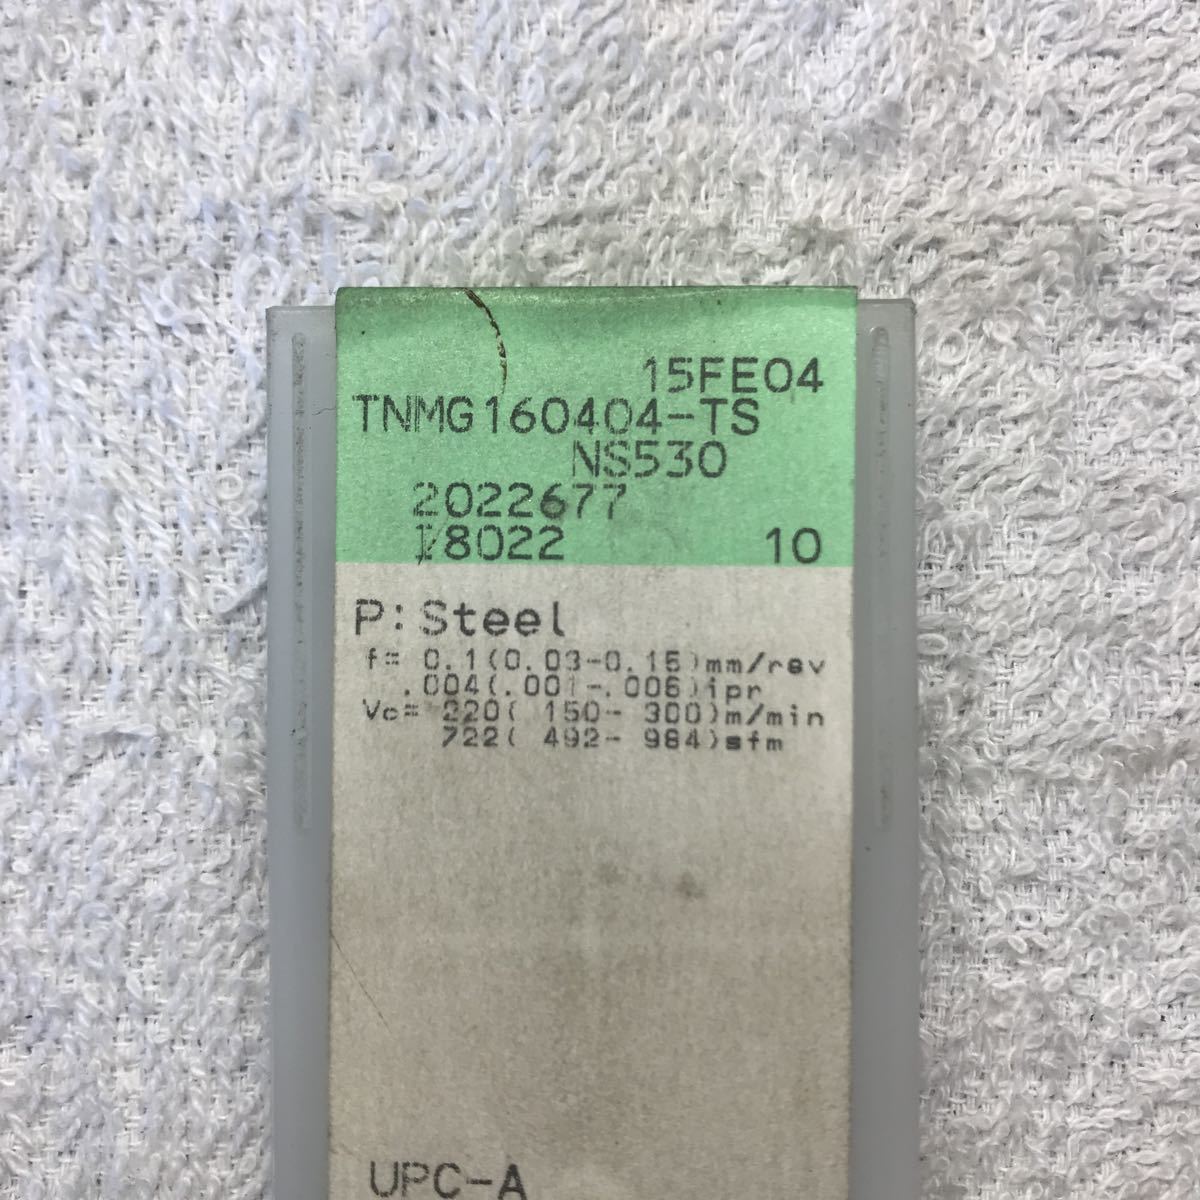 15FE04
TNMG160404-TS
NS530
2022677
18022 10
P:Steel
f= 0.1(0.03-0.15)mm/rev
.004(.001-.006)ipr
Vc= 220( 150- 300)m/min
722( 492- 984)sfm
UPC-A